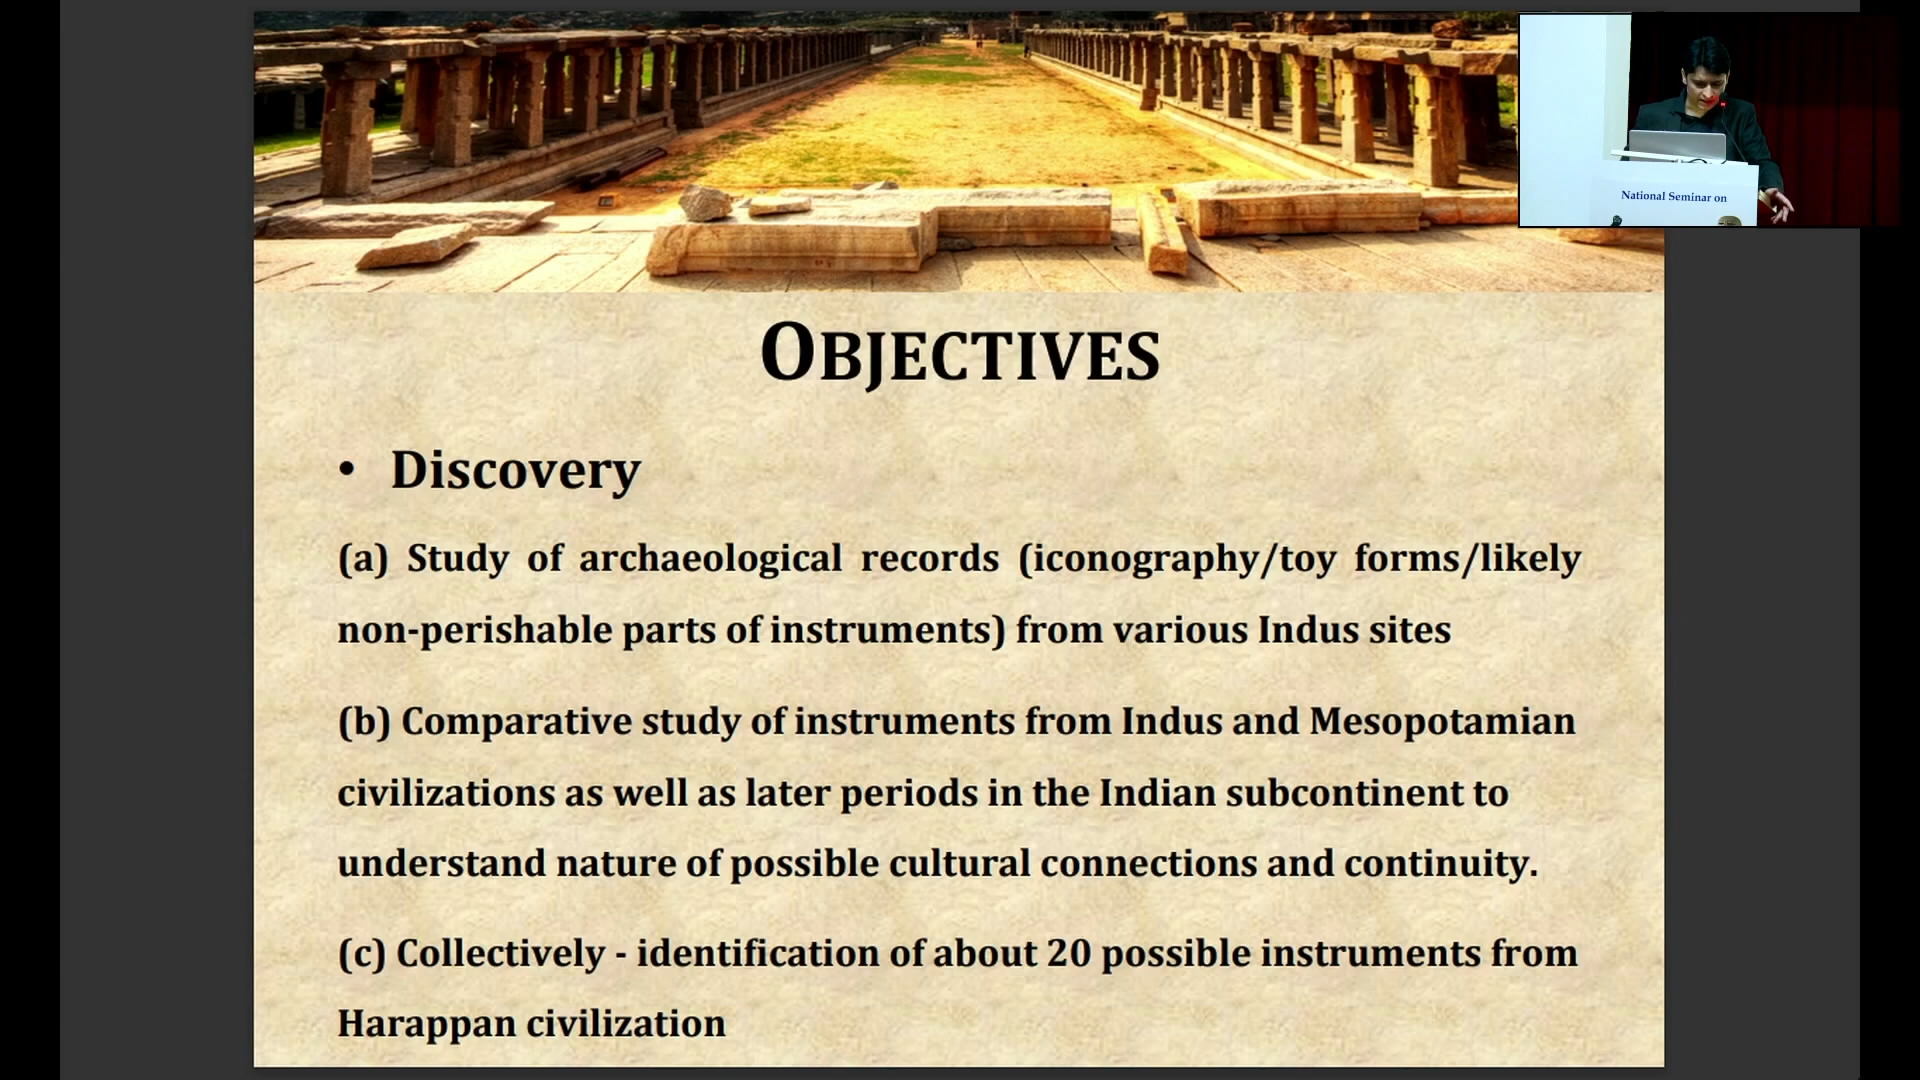 National Seminar on
OBJECTIVES
• Discovery
(a) Study of archaeological records (iconography/toy forms/likely
non-perishable parts of instruments) from various Indus sites
(b) Comparative study of instruments from Indus and Mesopotamian
civilizations as well as later periods in the Indian subcontinent to
understand nature of possible cultural connections and continuity.
(c) Collectively - identification of about 20 possible instruments from
Harappan civilization